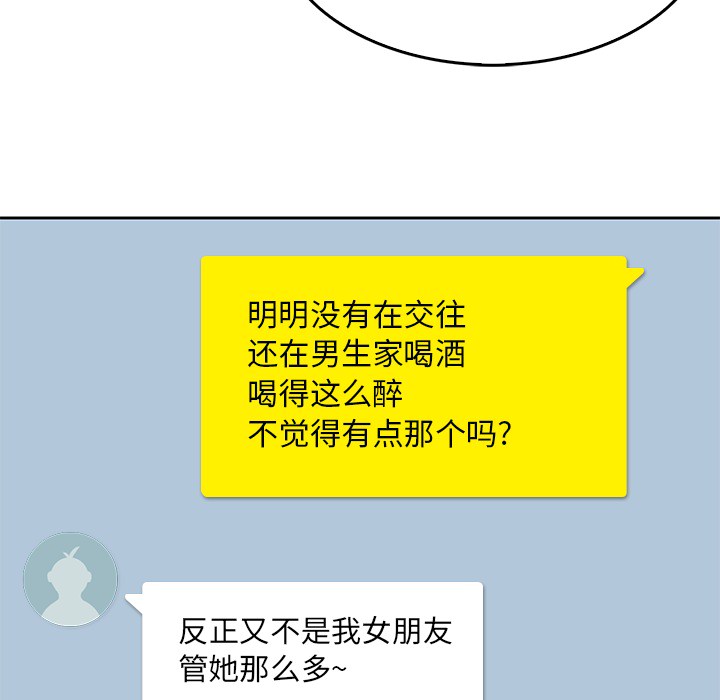 明明没有在交往
还在男生家喝酒
喝得这么醉
不觉得有点那个吗?
反正又不是我女朋友
管她那么多~